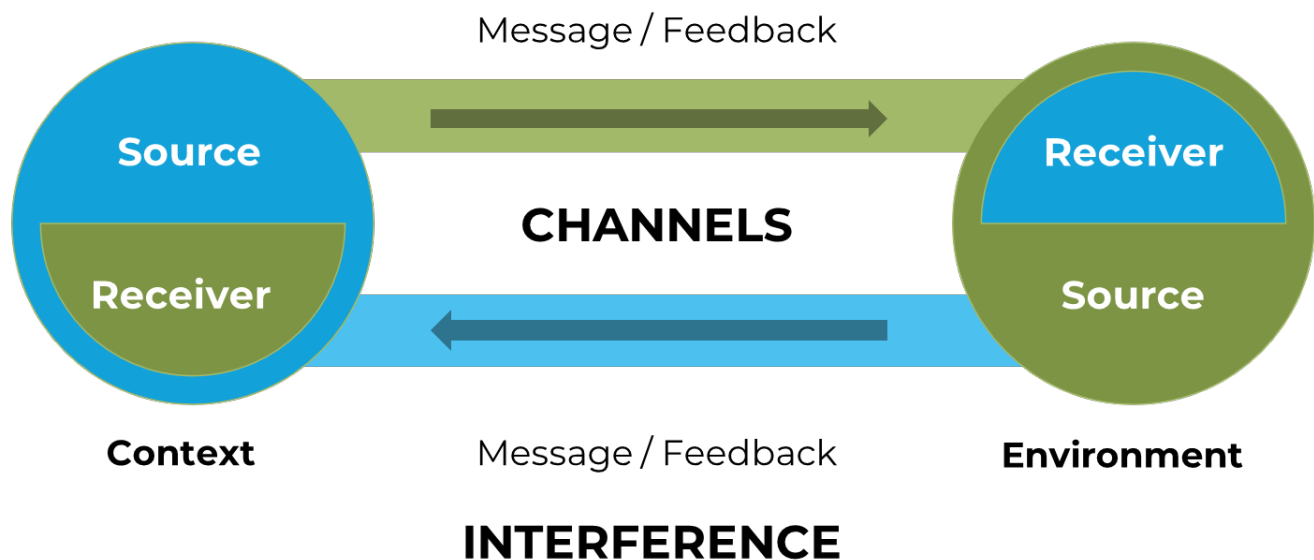 Message / Feedback
Source
Receiver
CHANNELS
Receiver
Source
Context
Message / Feedback
Environment
INTERFERENCE